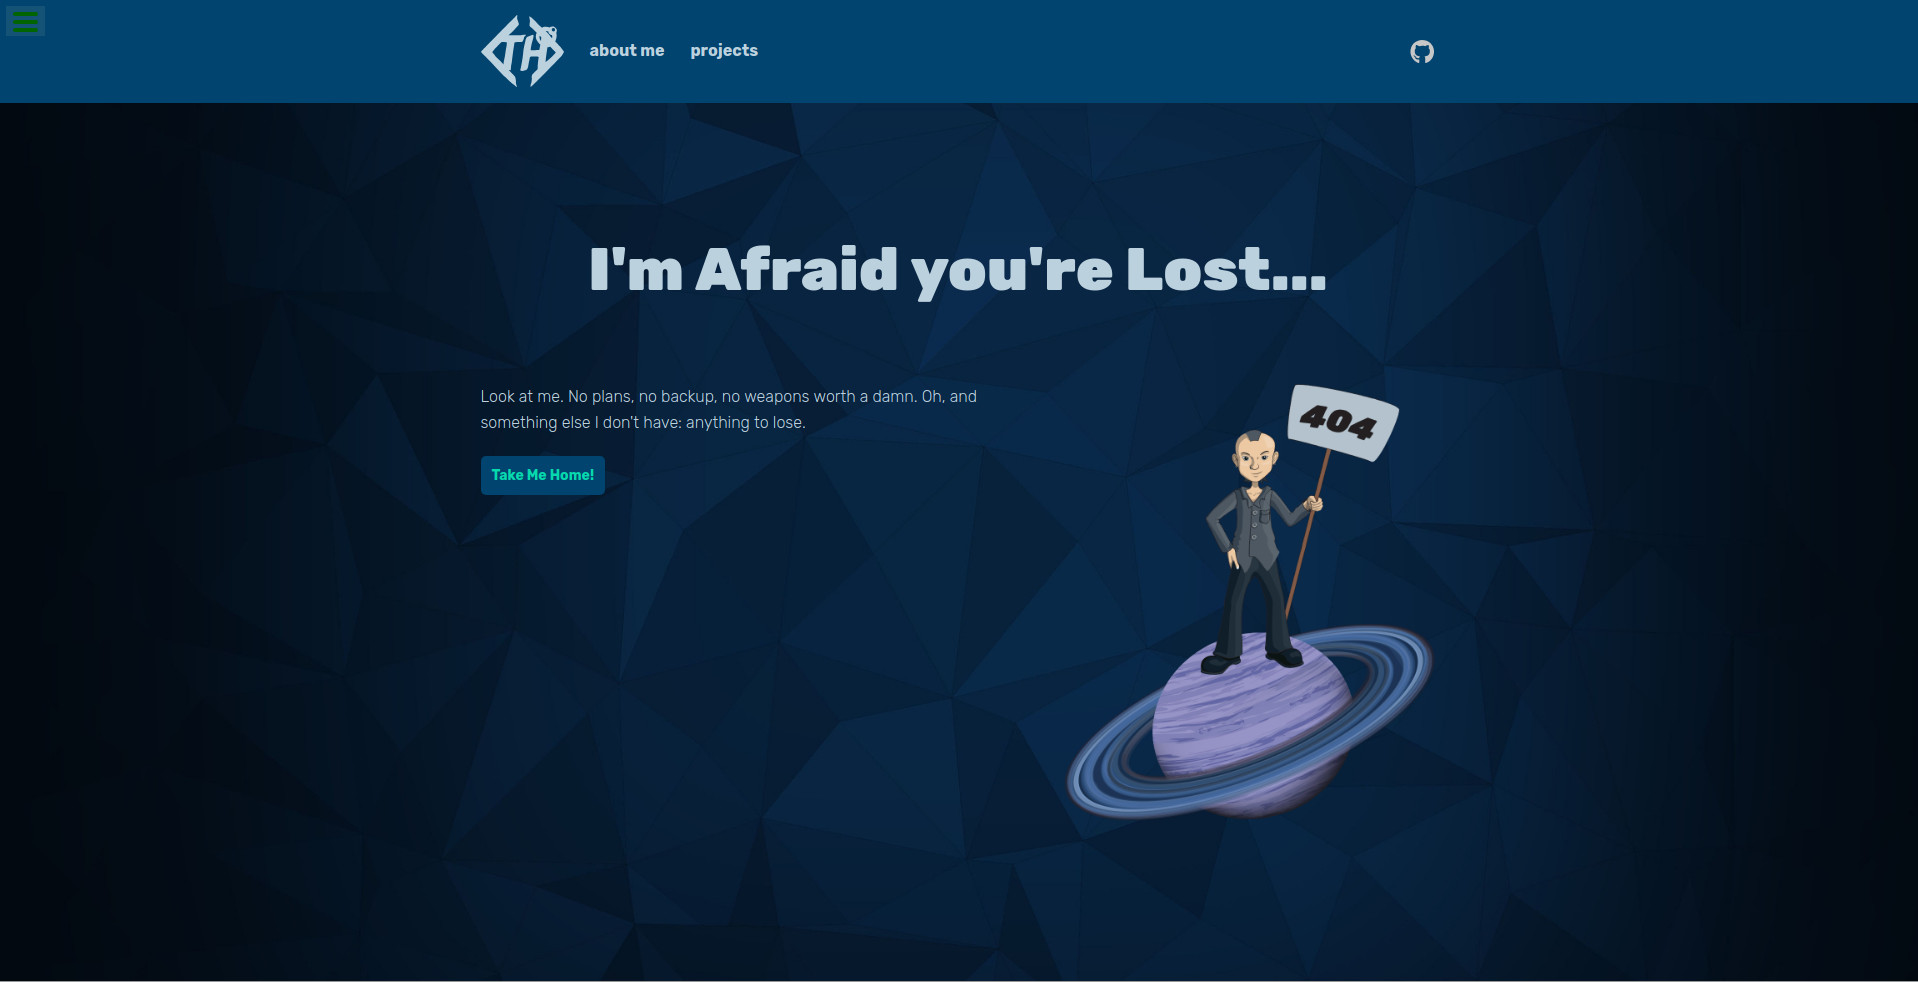 TH
about me
projects
I'm Afraid you're Lost...
Look at me. No plans, no backup, no weapons worth a damn. Oh, and
something else I don't have: anything to lose.
Take Me Home!
404